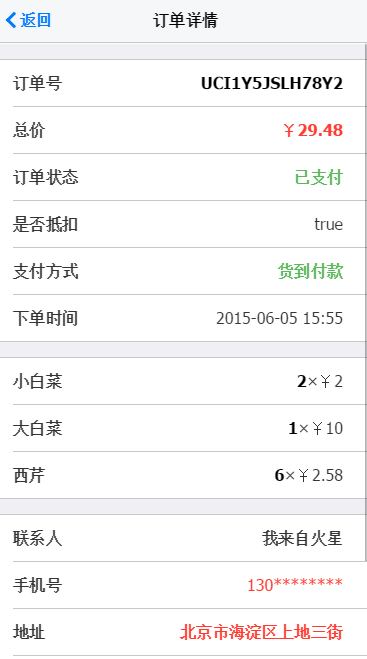 返回 订单详情
订单号 UCI1Y5JSLH78Y2
总价 ￥29.48
订单状态 已支付
是否抵扣 true
支付方式 货到付款
下单时间 2015-06-05 15:55
小白菜 2×￥2
大白菜 1×￥10
西芹 6×￥2.58
联系人 我来自火星
手机号 130********
地址 北京市海淀区上地三街